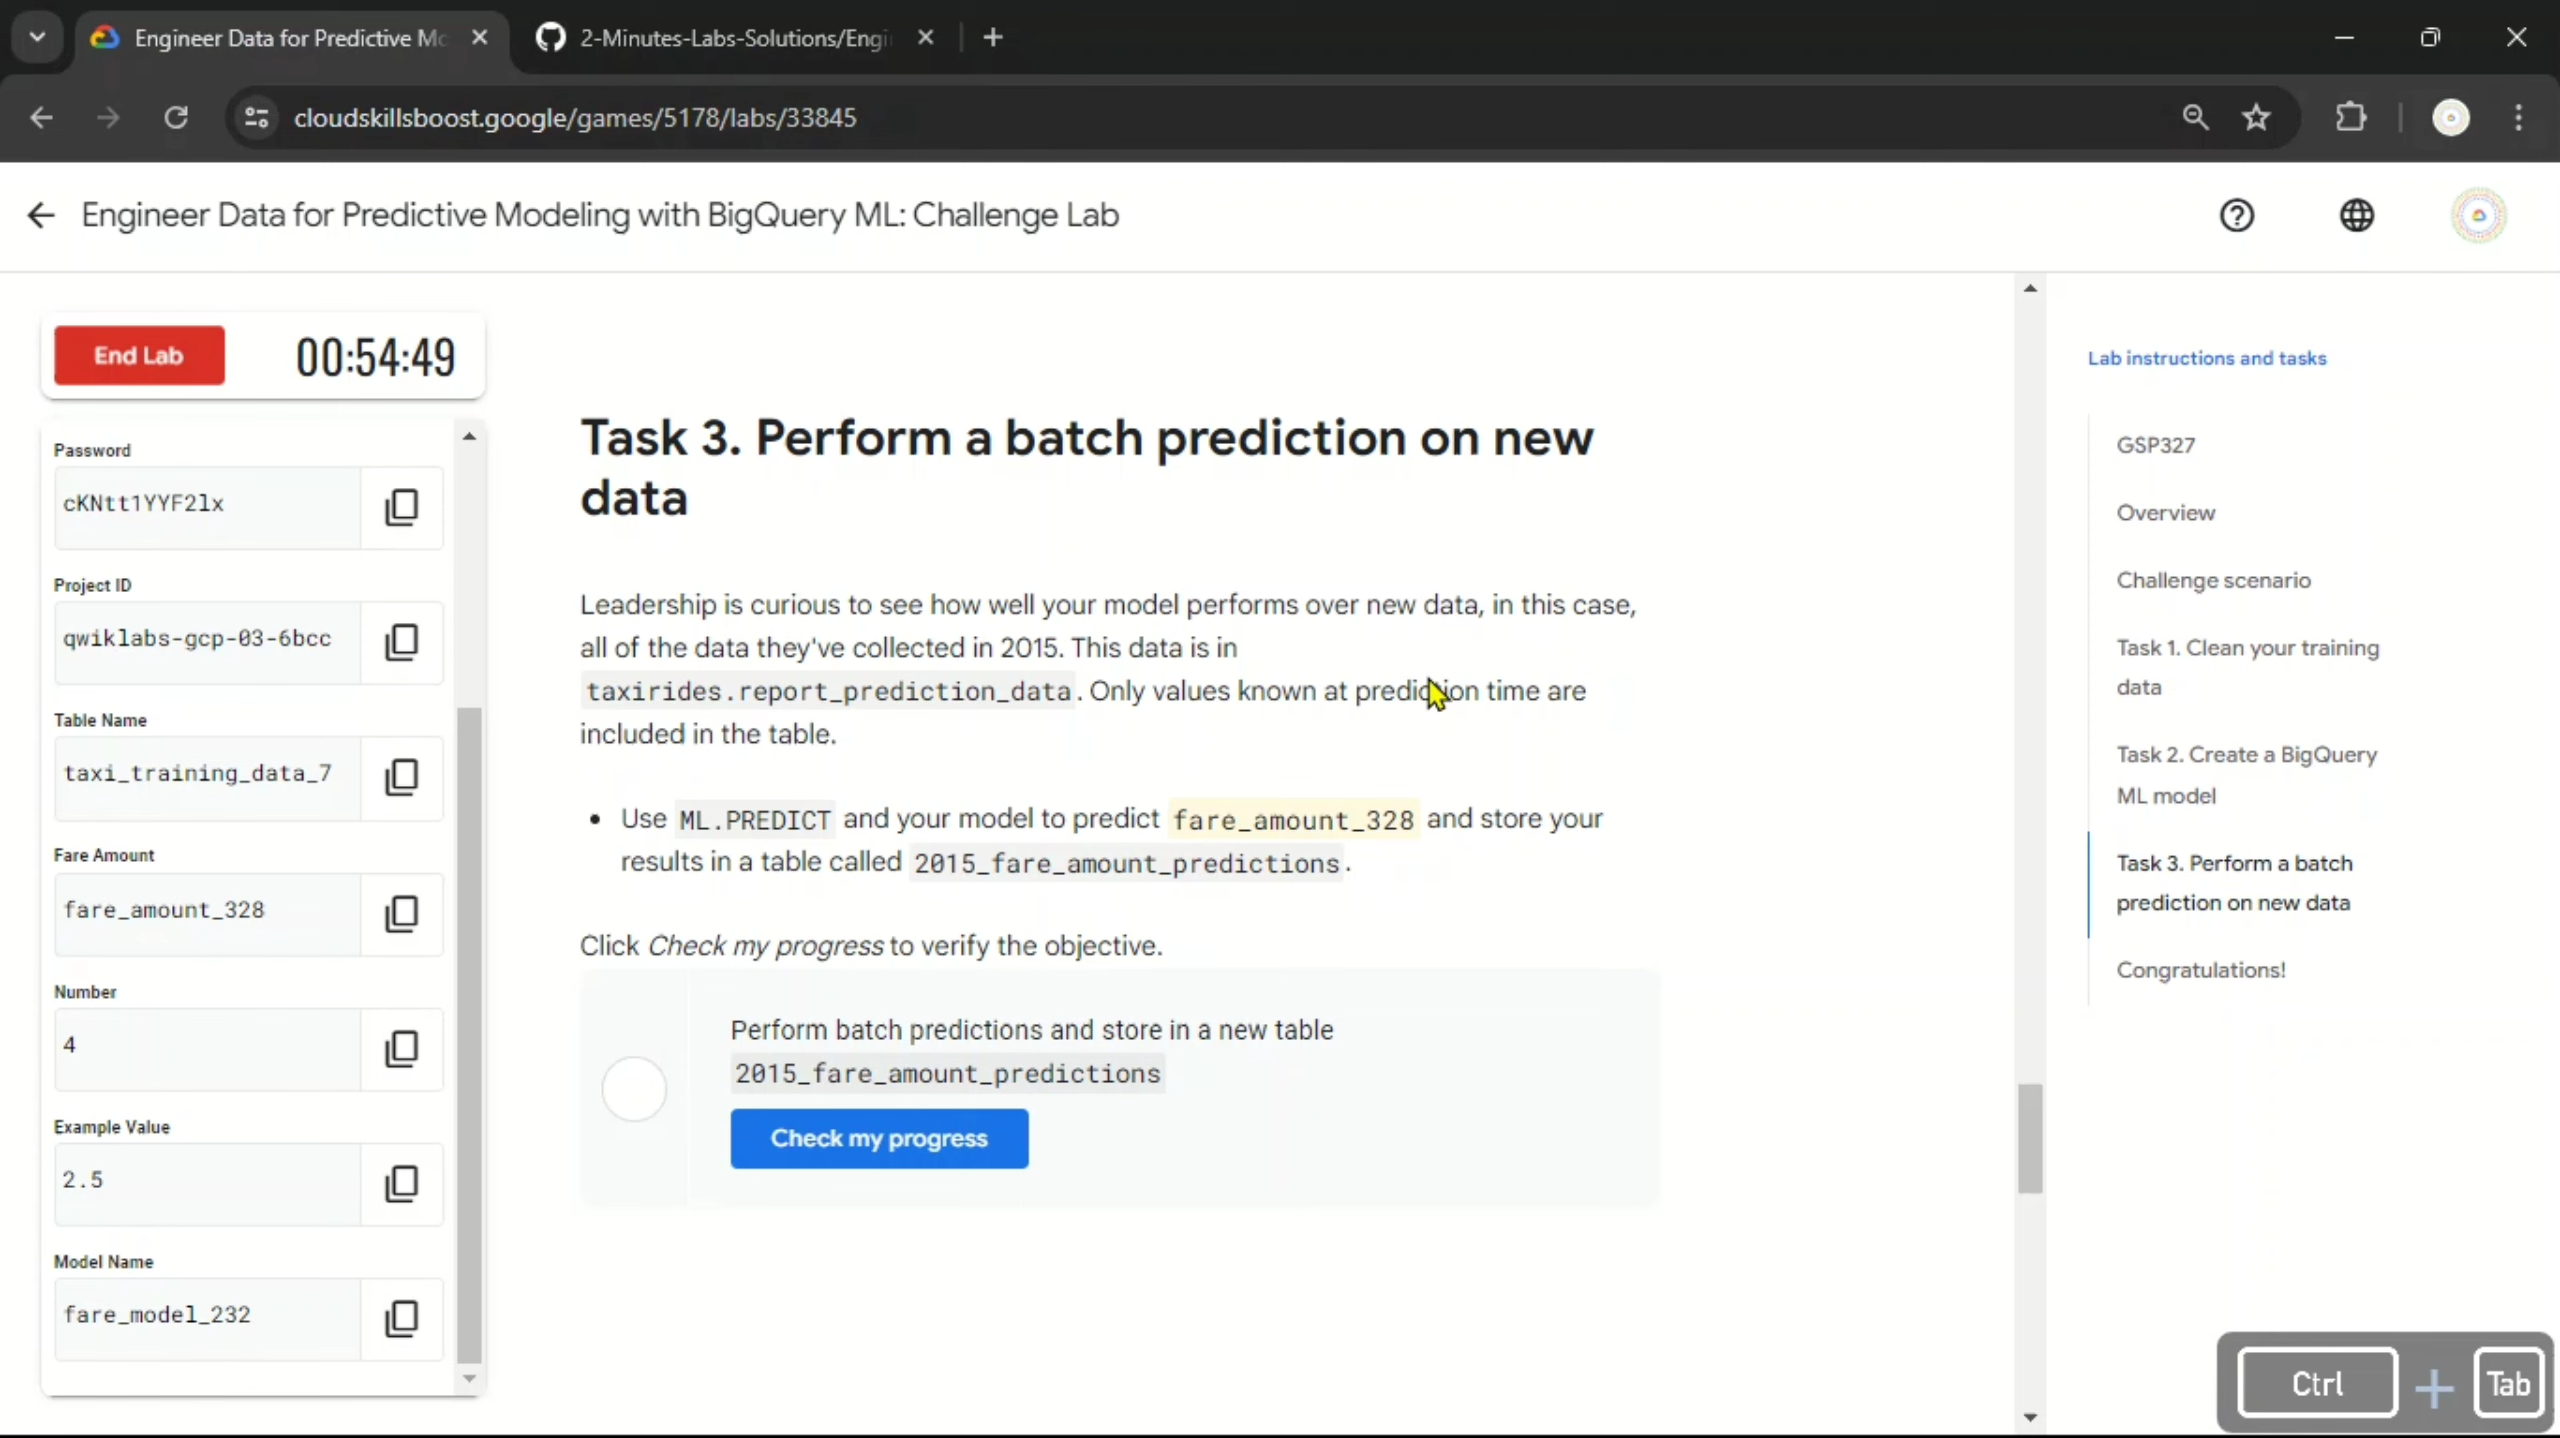 Engineer Data for Predictive Mo
2-Minutes-Labs-Solutions/Engi
cloudskillsboost.google/games/5178/labs/33845
Engineer Data for Predictive Modeling with BigQuery ML: Challenge Lab
End Lab
00:54:49
Password
cKNtt1YYF2lx
Project ID
qwiklabs-gcp-03-6bcc
Table Name
taxi_training_data_7
Fare Amount
fare_amount_328
Number
4
Example Value
2.5
Model Name
fare_model_232
Task 3. Perform a batch prediction on new
data
Leadership is curious to see how well your model performs over new data, in this case,
all of the data they've collected in 2015. This data is in
taxirides.report_prediction_data. Only values known at prediction time are
included in the table.
• Use ML.PREDICT and your model to predict fare_amount_328 and store your
results in a table called 2015_fare_amount_predictions.
Click Check my progress to verify the objective.
Perform batch predictions and store in a new table
2015_fare_amount_predictions
Check my progress
Lab instructions and tasks
GSP327
Overview
Challenge scenario
Task 1. Clean your training
data
Task 2. Create a BigQuery
ML model
Task 3. Perform a batch
prediction on new data
Congratulations!
Ctrl + Tab